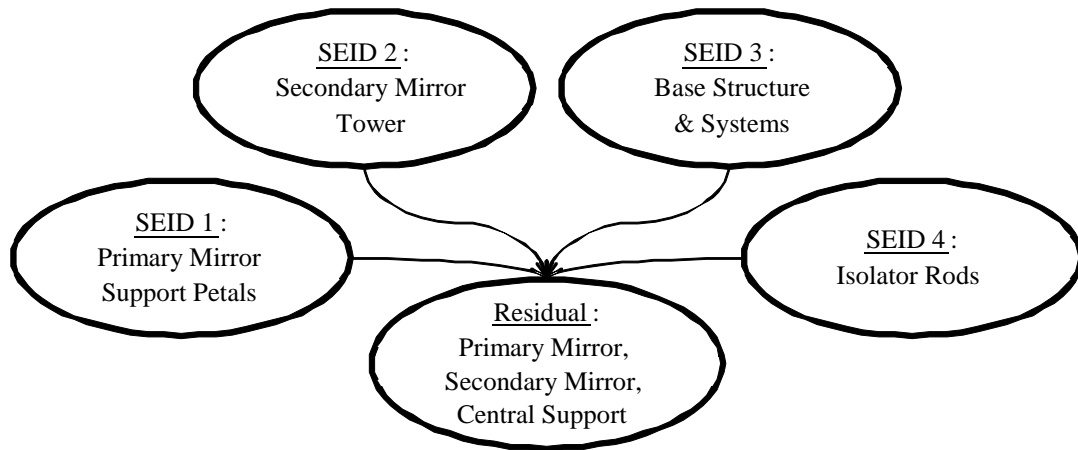 SEID 2:
Secondary Mirror
Tower
SEID 3:
Base Structure
& Systems
SEID 1:
Primary Mirror
Support Petals
SEID 4:
Isolator Rods
Residual:
Primary Mirror,
Secondary Mirror,
Central Support